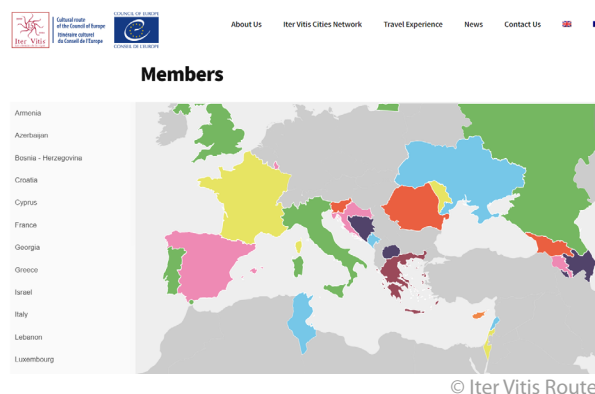 Iter Vitis
Cultural route
of the Council of Europe
Itinéraire culturel
du Conseil de l'Europe
COUNCIL OF EUROPE
CONSEIL DE L'EUROPE
About Us Iter Vitis Cities Network Travel Experience News Contact Us
Members
Armenia
Azerbaijan
Bosnia - Herzegovina
Croatia
Cyprus
France
Georgia
Greece
Israel
Italy
Lebanon
Luxembourg
© Iter Vitis Route